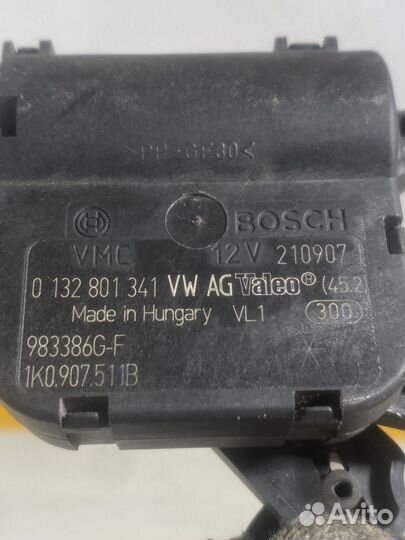 >PP-GF30<
BOSCH
VMC 12V 210907
0 132 801 341 VW AG Valeo® (45.2)
Made in Hungary VL1 300
983386G-F
1K0.907.511B
Avito